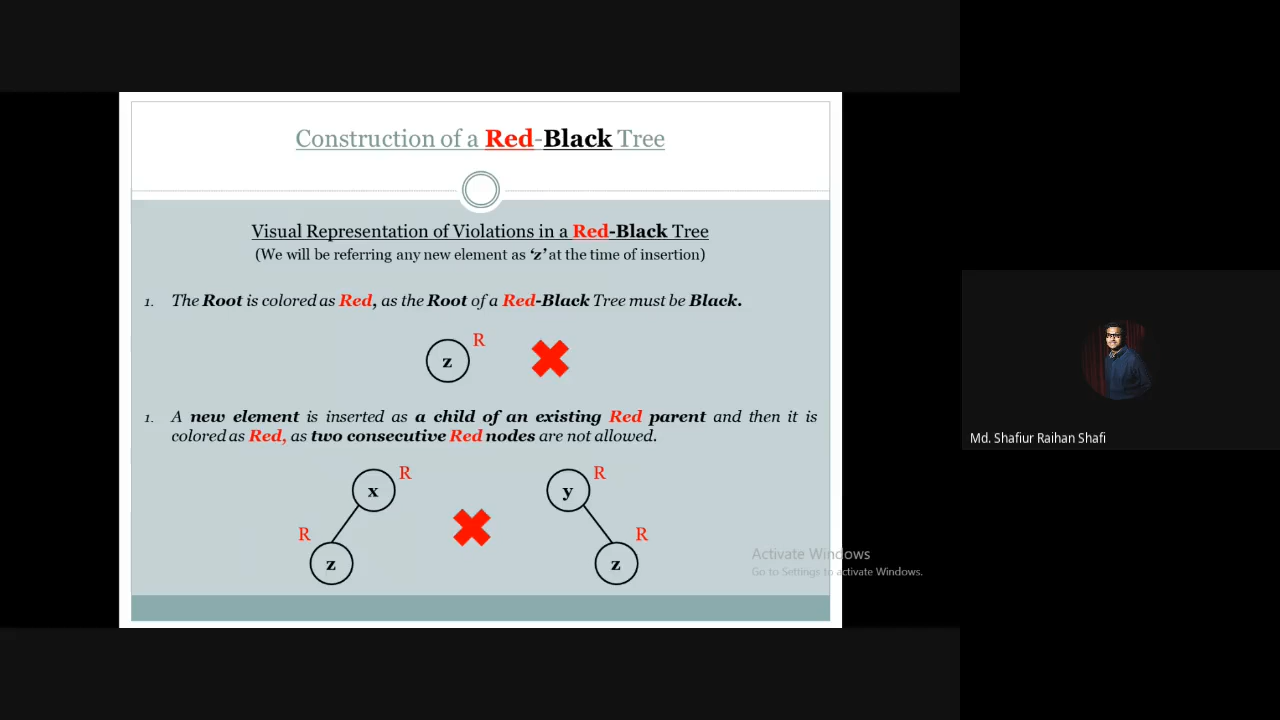 Construction of a Red-Black Tree
Visual Representation of Violations in a Red-Black Tree
(We will be referring any new element as ‘z’ at the time of insertion)
1. The Root is colored as Red, as the Root of a Red-Black Tree must be Black.
R
z
1. A new element is inserted as a child of an existing Red parent and then it is
colored as Red, as two consecutive Red nodes are not allowed.
x R
y R
R z
z R
Activate Windows
Go to Settings to activate Windows.
Md. Shafiur Raihan Shafi